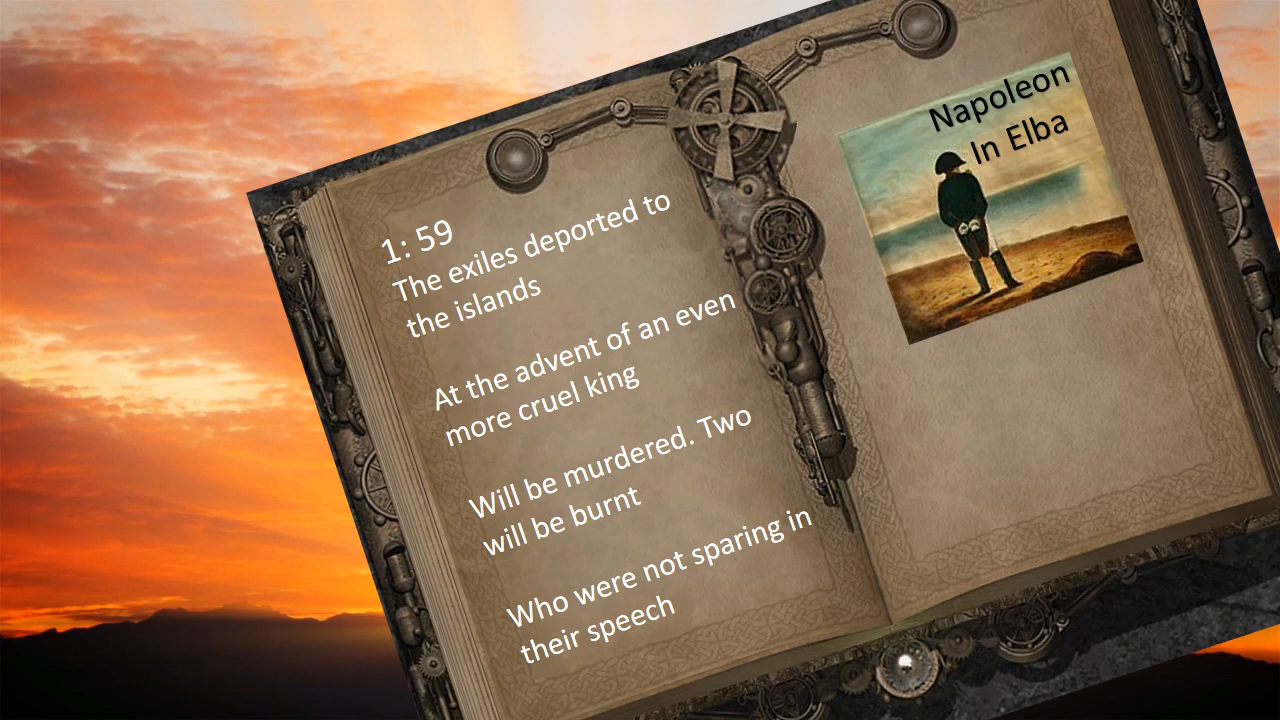 1: 59
The exiles deported to
the islands
At the advent of an even
more cruel king
Will be murdered. Two
will be burnt
Who were not sparing in
their speech
Napoleon
In Elba